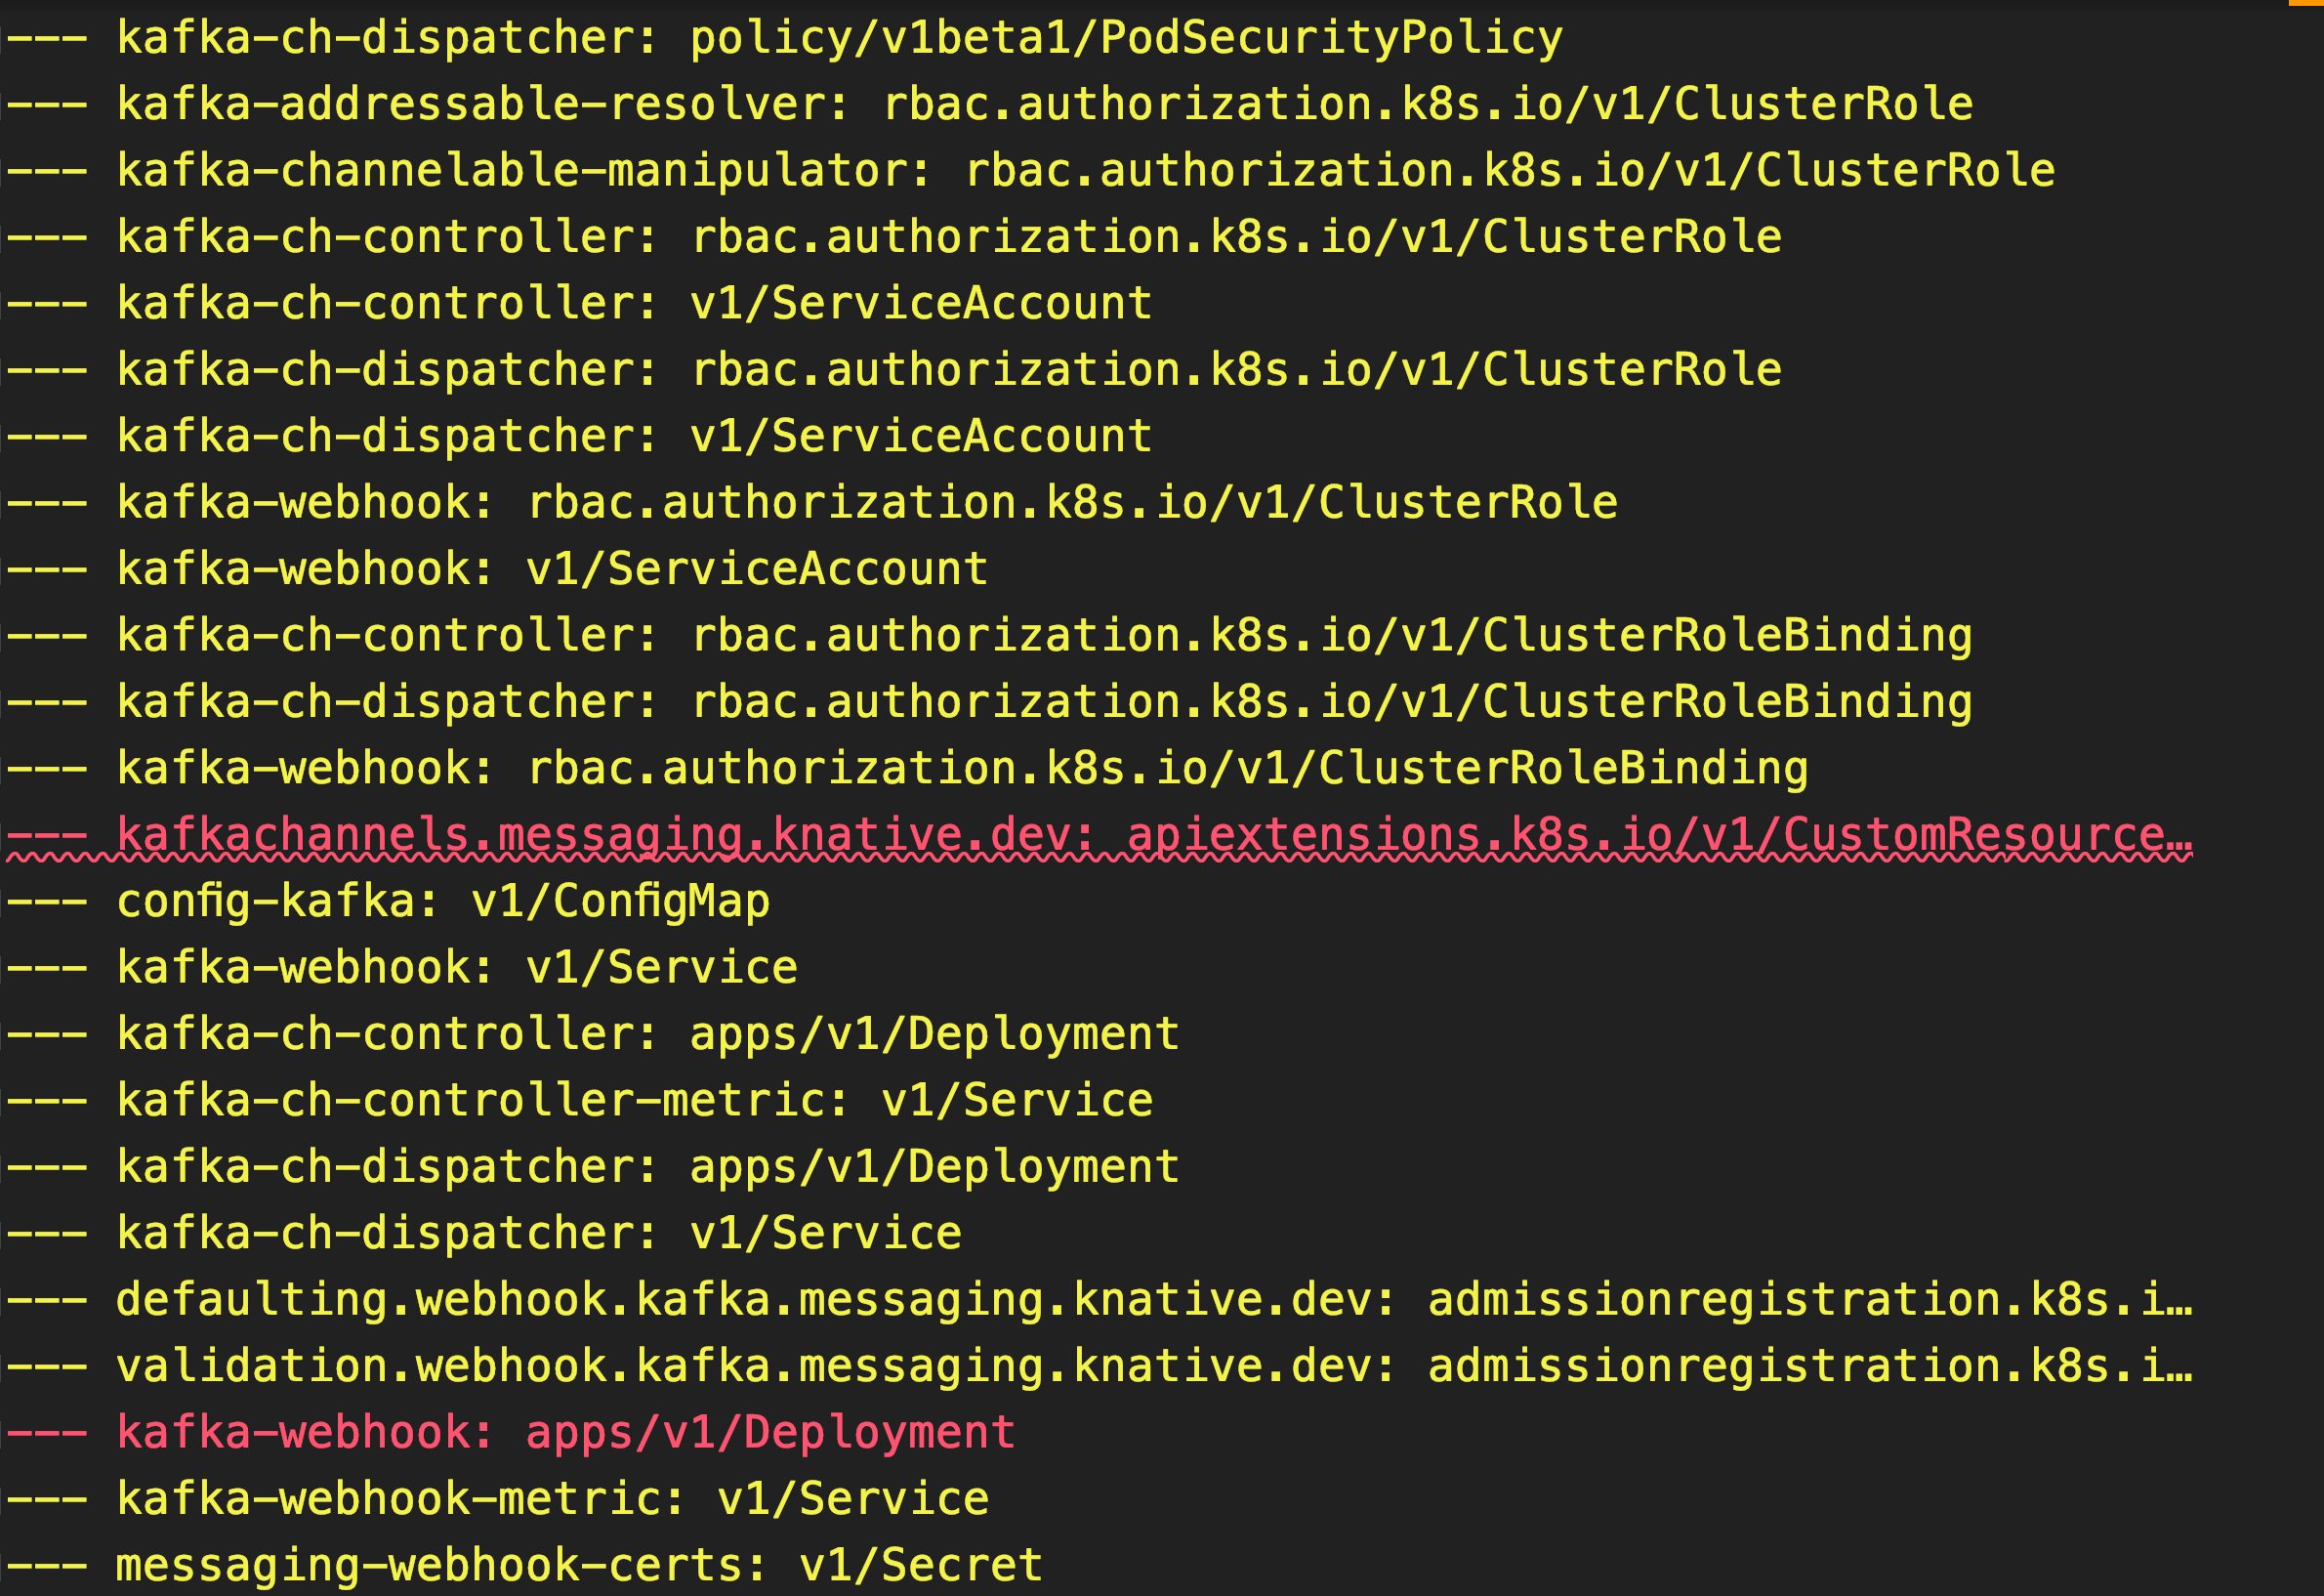 --- kafka-ch-dispatcher: policy/v1beta1/PodSecurityPolicy
--- kafka-addressable-resolver: rbac.authorization.k8s.io/v1/ClusterRole
--- kafka-channelable-manipulator: rbac.authorization.k8s.io/v1/ClusterRole
--- kafka-ch-controller: rbac.authorization.k8s.io/v1/ClusterRole
--- kafka-ch-controller: v1/ServiceAccount
--- kafka-ch-dispatcher: rbac.authorization.k8s.io/v1/ClusterRole
--- kafka-ch-dispatcher: v1/ServiceAccount
--- kafka-webhook: rbac.authorization.k8s.io/v1/ClusterRole
--- kafka-webhook: v1/ServiceAccount
--- kafka-ch-controller: rbac.authorization.k8s.io/v1/ClusterRoleBinding
--- kafka-ch-dispatcher: rbac.authorization.k8s.io/v1/ClusterRoleBinding
--- kafka-webhook: rbac.authorization.k8s.io/v1/ClusterRoleBinding
--- kafkachannels.messaging.knative.dev: apiextensions.k8s.io/v1/CustomResource…
--- config-kafka: v1/ConfigMap
--- kafka-webhook: v1/Service
--- kafka-ch-controller: apps/v1/Deployment
--- kafka-ch-controller-metric: v1/Service
--- kafka-ch-dispatcher: apps/v1/Deployment
--- kafka-ch-dispatcher: v1/Service
--- defaulting.webhook.kafka.messaging.knative.dev: admissionregistration.k8s.i…
--- validation.webhook.kafka.messaging.knative.dev: admissionregistration.k8s.i…
--- kafka-webhook: apps/v1/Deployment
--- kafka-webhook-metric: v1/Service
--- messaging-webhook-certs: v1/Secret